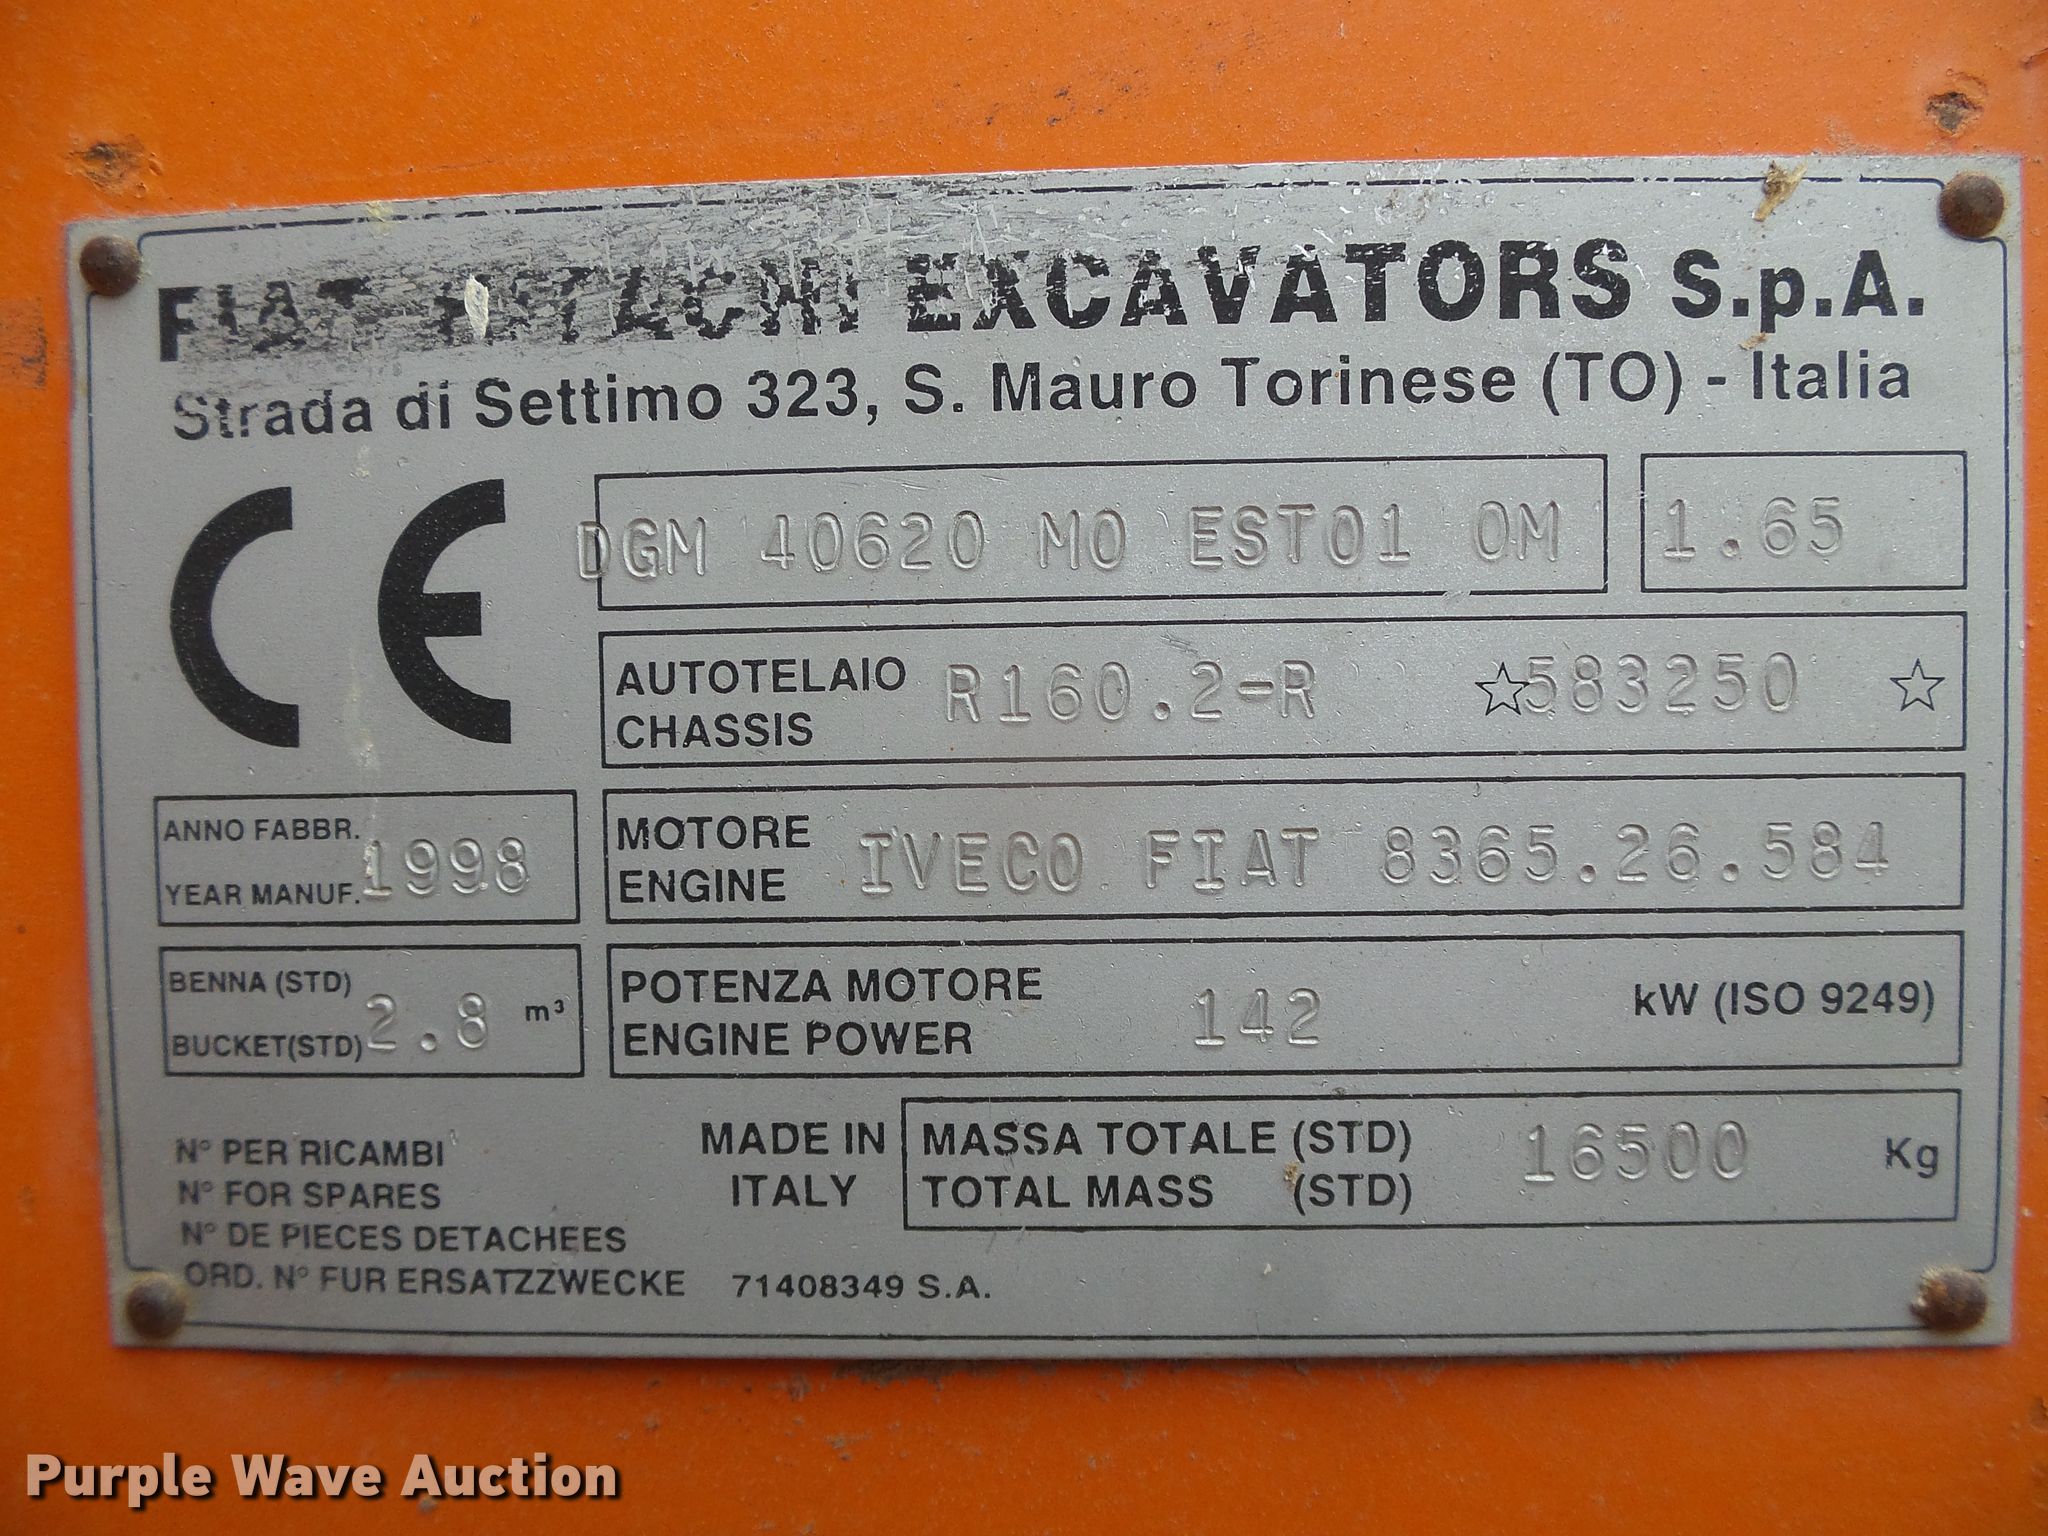 FIAT-HITACHI EXCAVATORS S.p.A.
Strada di Settimo 323, S. Mauro Torinese (TO) - Italia
CE
DGM 40620 MO EST01 OM 1.65
AUTOTELAIO
CHASSIS
R160.2-R ☆583250 ☆
ANNO FABBR.
YEAR MANUF.
1998
MOTORE
ENGINE
IVECO FIAT 8365.26.584
BENNA (STD)
BUCKET(STD)
2.8 m³
POTENZA MOTORE
ENGINE POWER
142 kW (ISO 9249)
N° PER RICAMBI
N° FOR SPARES
N° DE PIECES DETACHEES
ORD. N° FUR ERSATZZWECKE 71408349 S.A.
MADE IN
ITALY
MASSA TOTALE (STD)
TOTAL MASS (STD)
16500 Kg
Purple Wave Auction